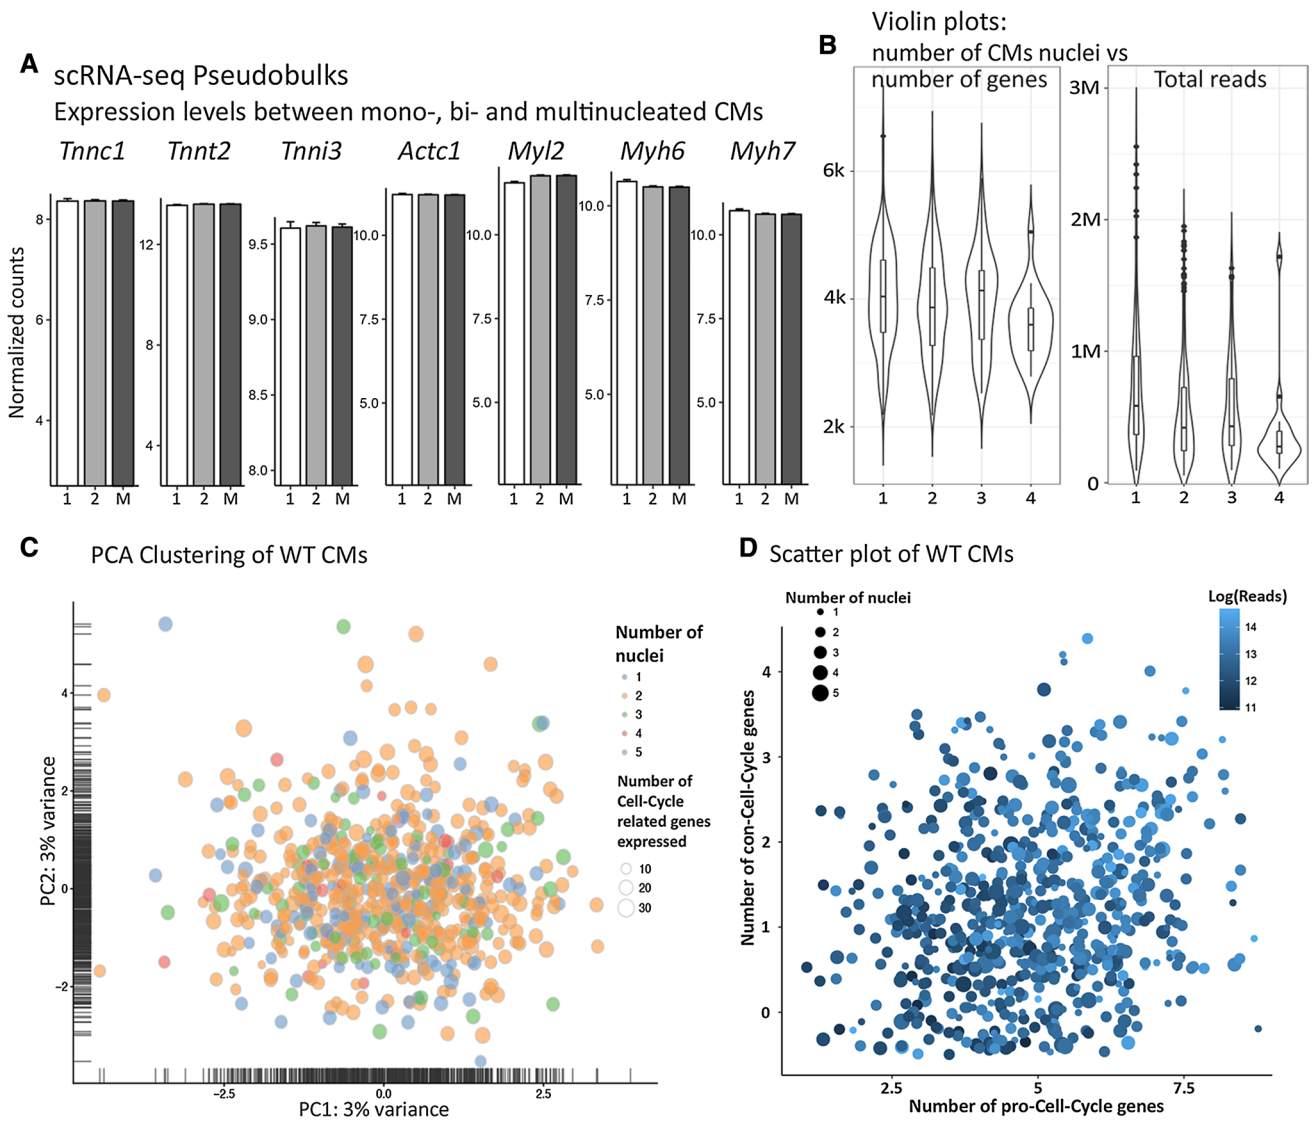 A
scRNA-seq Pseudobulks
Expression levels between mono-, bi- and multinucleated CMs
Tnnc1 Tnnt2 Tnni3 Actc1 Myl2 Myh6 Myh7
Normalized counts
8
6
4
12
8
4
9.5
9.0
8.5
8.0
10.0
7.5
5.0
10.0
7.5
5.0
10.0
7.5
5.0
10.0
7.5
5.0
1 2 M 1 2 M 1 2 M 1 2 M 1 2 M 1 2 M 1 2 M
B
Violin plots:
number of CMs nuclei vs
number of genes
Total reads
6k
4k
2k
1 2 3 4
3M
2M
1M
0
1 2 3 4
C
PCA Clustering of WT CMs
PC2: 3% variance
4
2
0
−2
−2.5 0.0 2.5
PC1: 3% variance
Number of
nuclei
1
2
3
4
5
Number of
Cell-Cycle
related genes
expressed
10
20
30
D
Scatter plot of WT CMs
Number of nuclei
1
2
3
4
5
Log(Reads)
14
13
12
11
Number of con-Cell-Cycle genes
4
3
2
1
0
2.5 5 7.5
Number of pro-Cell-Cycle genes